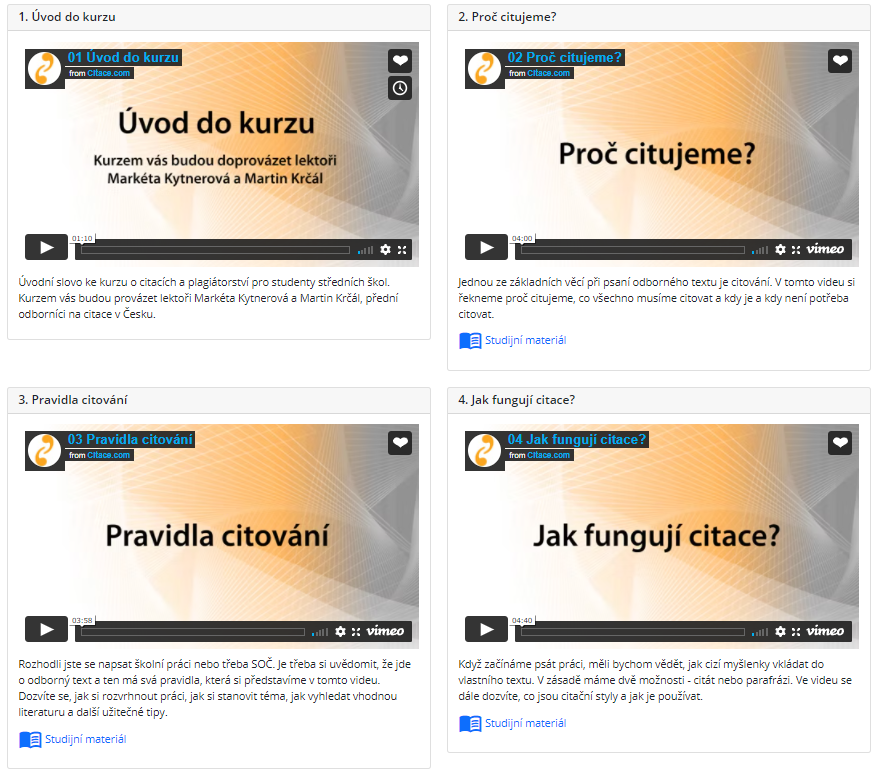 1. Úvod do kurzu
01 Úvod do kurzu
from Citace.com
Úvod do kurzu
Kurzem vás budou doprovázet lektoři
Markéta Kytnerová a Martin Krčál
01:10
Úvodní slovo ke kurzu o citacích a plagiátorství pro studenty středních škol.
Kurzem vás budou provázet lektoři Markéta Kytnerová a Martin Krčál, přední
odborníci na citace v Česku.
2. Proč citujeme?
02 Proč citujeme?
from Citace.com
Proč citujeme?
04:00
vimeo
Jednou ze základních věcí při psaní odborného textu je citování. V tomto videu si
řekneme proč citujeme, co všechno musíme citovat a kdy je a kdy není potřeba
citovat.
Studijní materiál
3. Pravidla citování
03 Pravidla citování
from Citace.com
Pravidla citování
03:58
vimeo
Rozhodli jste se napsat školní práci nebo třeba SOČ. Je třeba si uvědomit, že jde
o odborný text a ten má svá pravidla, která si představíme v tomto videu.
Dozvíte se, jak si rozvrhnout práci, jak si stanovit téma, jak vyhledat vhodnou
literaturu a další užitečné tipy.
Studijní materiál
4. Jak fungují citace?
04 Jak fungují citace?
from Citace.com
Jak fungují citace?
04:40
vimeo
Když začínáme psát práci, měli bychom vědět, jak cizí myšlenky vkládat do
vlastního textu. V zásadě máme dvě možnosti - citát nebo parafrázi. Ve videu se
dále dozvíte, co jsou citační styly a jak je používat.
Studijní materiál